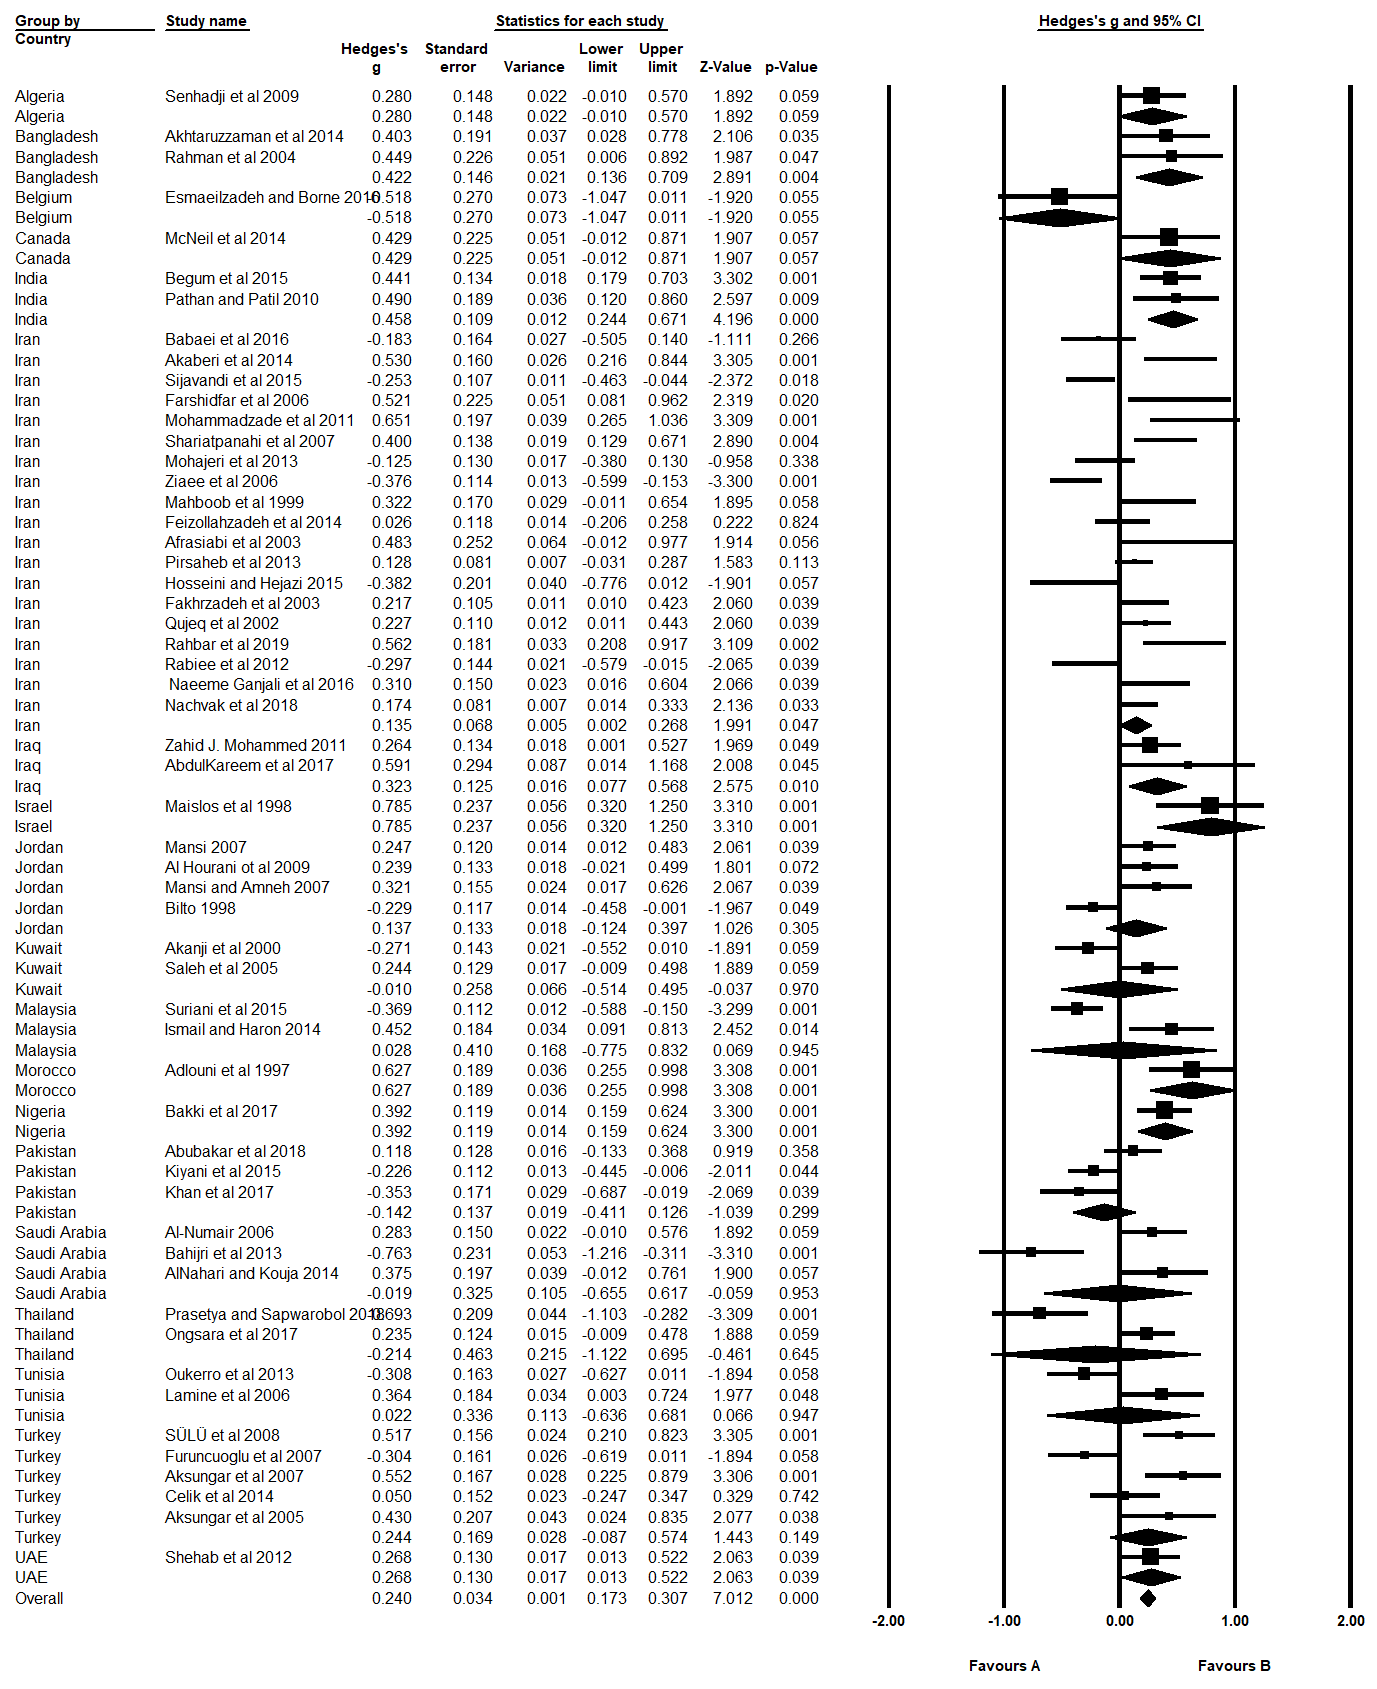 Group by Study name Statistics for each study Hedges's g and 95% CI
Country
Hedges's Standard Lower Upper
g error Variance limit limit Z-Value p-Value
Algeria Senhadji et al 2009 0.280 0.148 0.022 -0.010 0.570 1.892 0.059
Algeria 0.280 0.148 0.022 -0.010 0.570 1.892 0.059
Bangladesh Akhtaruzzaman et al 2014 0.403 0.191 0.037 0.028 0.778 2.106 0.035
Bangladesh Rahman et al 2004 0.449 0.226 0.051 0.006 0.892 1.987 0.047
Bangladesh 0.422 0.146 0.021 0.136 0.709 2.891 0.004
Belgium Esmaeilzadeh and Borne 2016 -0.518 0.270 0.073 -1.047 0.011 -1.920 0.055
Belgium -0.518 0.270 0.073 -1.047 0.011 -1.920 0.055
Canada McNeil et al 2014 0.429 0.225 0.051 -0.012 0.871 1.907 0.057
Canada 0.429 0.225 0.051 -0.012 0.871 1.907 0.057
India Begum et al 2015 0.441 0.134 0.018 0.179 0.703 3.302 0.001
India Pathan and Patil 2010 0.490 0.189 0.036 0.120 0.860 2.597 0.009
India 0.458 0.109 0.012 0.244 0.671 4.196 0.000
Iran Babaei et al 2016 -0.183 0.164 0.027 -0.505 0.140 -1.111 0.266
Iran Akaberi et al 2014 0.530 0.160 0.026 0.216 0.844 3.305 0.001
Iran Sijavandi et al 2015 -0.253 0.107 0.011 -0.463 -0.044 -2.372 0.018
Iran Farshidfar et al 2006 0.521 0.225 0.051 0.081 0.962 2.319 0.020
Iran Mohammadzade et al 2011 0.651 0.197 0.039 0.265 1.036 3.309 0.001
Iran Shariatpanahi et al 2007 0.400 0.138 0.019 0.129 0.671 2.890 0.004
Iran Mohajeri et al 2013 -0.125 0.130 0.017 -0.380 0.130 -0.958 0.338
Iran Ziaee et al 2006 -0.376 0.114 0.013 -0.599 -0.153 -3.300 0.001
Iran Mahboob et al 1999 0.322 0.170 0.029 -0.011 0.654 1.895 0.058
Iran Feizollahzadeh et al 2014 0.026 0.118 0.014 -0.206 0.258 0.222 0.824
Iran Afrasiabi et al 2003 0.483 0.252 0.064 -0.012 0.977 1.914 0.056
Iran Pirsaheb et al 2013 0.128 0.081 0.007 -0.031 0.287 1.583 0.113
Iran Hosseini and Hejazi 2015 -0.382 0.201 0.040 -0.776 0.012 -1.901 0.057
Iran Fakhrzadeh et al 2003 0.217 0.105 0.011 0.010 0.423 2.060 0.039
Iran Qujeq et al 2002 0.227 0.110 0.012 0.011 0.443 2.060 0.039
Iran Rahbar et al 2019 0.562 0.181 0.033 0.208 0.917 3.109 0.002
Iran Rabiee et al 2012 -0.297 0.144 0.021 -0.579 -0.015 -2.065 0.039
Iran Naeeme Ganjali et al 2016 0.310 0.150 0.023 0.016 0.604 2.066 0.039
Iran Nachvak et al 2018 0.174 0.081 0.007 0.014 0.333 2.136 0.033
Iran 0.135 0.068 0.005 0.002 0.268 1.991 0.047
Iraq Zahid J. Mohammed 2011 0.264 0.134 0.018 0.001 0.527 1.969 0.049
Iraq AbdulKareem et al 2017 0.591 0.294 0.087 0.014 1.168 2.008 0.045
Iraq 0.323 0.125 0.016 0.077 0.568 2.575 0.010
Israel Maislos et al 1998 0.785 0.237 0.056 0.320 1.250 3.310 0.001
Israel 0.785 0.237 0.056 0.320 1.250 3.310 0.001
Jordan Mansi 2007 0.247 0.120 0.014 0.012 0.483 2.061 0.039
Jordan Al Hourani ot al 2009 0.239 0.133 0.018 -0.021 0.499 1.801 0.072
Jordan Mansi and Amneh 2007 0.321 0.155 0.024 0.017 0.626 2.067 0.039
Jordan Bilto 1998 -0.229 0.117 0.014 -0.458 -0.001 -1.967 0.049
Jordan 0.137 0.133 0.018 -0.124 0.397 1.026 0.305
Kuwait Akanji et al 2000 -0.271 0.143 0.021 -0.552 0.010 -1.891 0.059
Kuwait Saleh et al 2005 0.244 0.129 0.017 -0.009 0.498 1.889 0.059
Kuwait -0.010 0.258 0.066 -0.514 0.495 -0.037 0.970
Malaysia Suriani et al 2015 -0.369 0.112 0.012 -0.588 -0.150 -3.299 0.001
Malaysia Ismail and Haron 2014 0.452 0.184 0.034 0.091 0.813 2.452 0.014
Malaysia 0.028 0.410 0.168 -0.775 0.832 0.069 0.945
Morocco Adlouni et al 1997 0.627 0.189 0.036 0.255 0.998 3.308 0.001
Morocco 0.627 0.189 0.036 0.255 0.998 3.308 0.001
Nigeria Bakki et al 2017 0.392 0.119 0.014 0.159 0.624 3.300 0.001
Nigeria 0.392 0.119 0.014 0.159 0.624 3.300 0.001
Pakistan Abubakar et al 2018 0.118 0.128 0.016 -0.133 0.368 0.919 0.358
Pakistan Kiyani et al 2015 -0.226 0.112 0.013 -0.445 -0.006 -2.011 0.044
Pakistan Khan et al 2017 -0.353 0.171 0.029 -0.687 -0.019 -2.069 0.039
Pakistan -0.142 0.137 0.019 -0.411 0.126 -1.039 0.299
Saudi Arabia Al-Numair 2006 0.283 0.150 0.022 -0.010 0.576 1.892 0.059
Saudi Arabia Bahijri et al 2013 -0.763 0.231 0.053 -1.216 -0.311 -3.310 0.001
Saudi Arabia AlNahari and Kouja 2014 0.375 0.197 0.039 -0.012 0.761 1.900 0.057
Saudi Arabia -0.019 0.325 0.105 -0.655 0.617 -0.059 0.953
Thailand Prasetya and Sapwarobol 2018 -0.693 0.209 0.044 -1.103 -0.282 -3.309 0.001
Thailand Ongsara et al 2017 0.235 0.124 0.015 -0.009 0.478 1.888 0.059
Thailand -0.214 0.463 0.215 -1.122 0.695 -0.461 0.645
Tunisia Oukerro et al 2013 -0.308 0.163 0.027 -0.627 0.011 -1.894 0.058
Tunisia Lamine et al 2006 0.364 0.184 0.034 0.003 0.724 1.977 0.048
Tunisia 0.022 0.336 0.113 -0.636 0.681 0.066 0.947
Turkey SÜLÜ et al 2008 0.517 0.156 0.024 0.210 0.823 3.305 0.001
Turkey Furuncuoglu et al 2007 -0.304 0.161 0.026 -0.619 0.011 -1.894 0.058
Turkey Aksungar et al 2007 0.552 0.167 0.028 0.225 0.879 3.306 0.001
Turkey Celik et al 2014 0.050 0.152 0.023 -0.247 0.347 0.329 0.742
Turkey Aksungar et al 2005 0.430 0.207 0.043 0.024 0.835 2.077 0.038
Turkey 0.244 0.169 0.028 -0.087 0.574 1.443 0.149
UAE Shehab et al 2012 0.268 0.130 0.017 0.013 0.522 2.063 0.039
UAE 0.268 0.130 0.017 0.013 0.522 2.063 0.039
Overall 0.240 0.034 0.001 0.173 0.307 7.012 0.000
-2.00 -1.00 0.00 1.00 2.00
Favours A Favours B